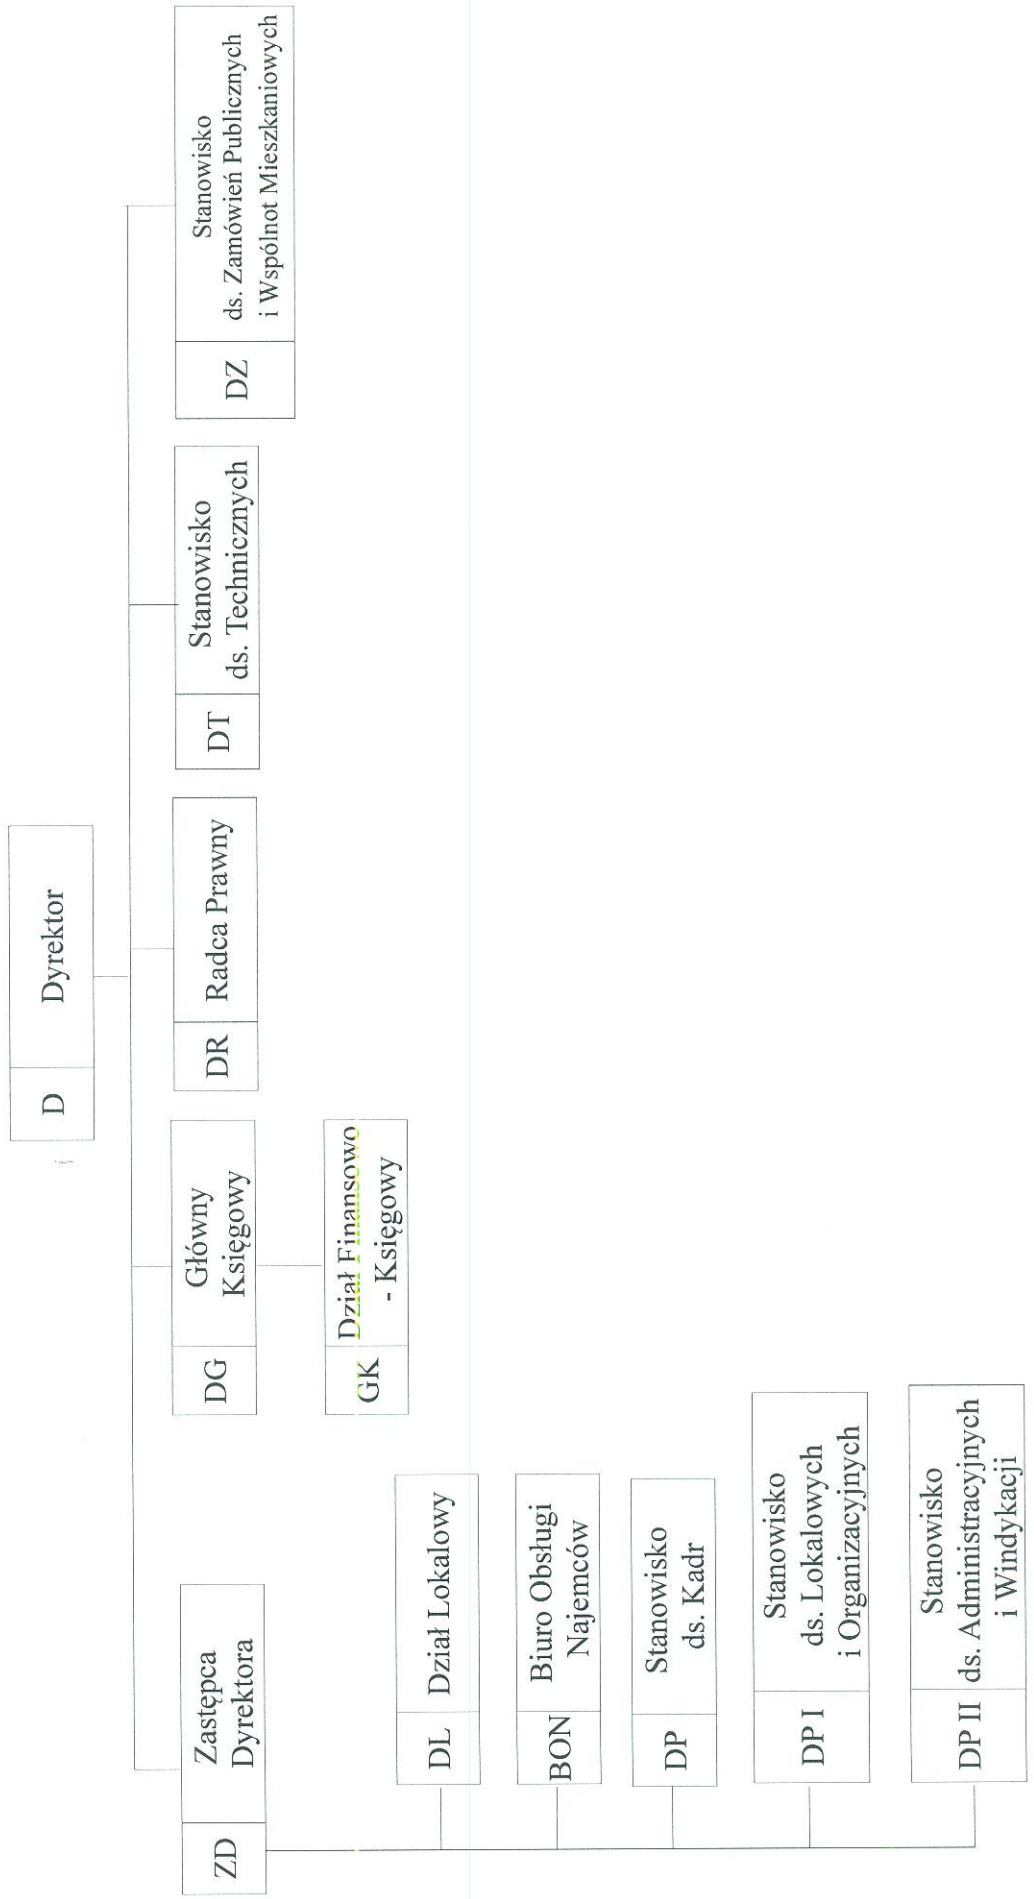 D
Dyrektor
ZD
Zastępca
Dyrektora
DG
Główny
Księgowy
DR
Radca Prawny
DT
Stanowisko
ds. Technicznych
DZ
Stanowisko
ds. Zamówień Publicznych
i Wspólnot Mieszkaniowych
GK
Dział Finansowo
- Księgowy
DL
Dział Lokalowy
BON
Biuro Obsługi
Najemców
DP
Stanowisko
ds. Kadr
DP I
Stanowisko
ds. Lokalowych
i Organizacyjnych
DP II
Stanowisko
ds. Administracyjnych
i Windykacji